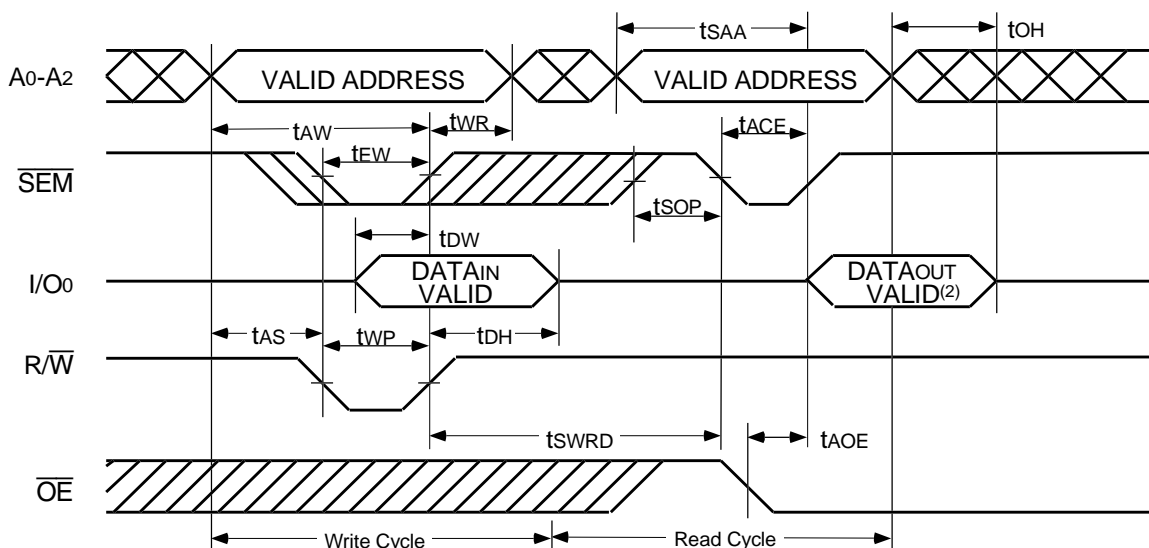 tSAA
tOH
A0-A2
VALID ADDRESS
VALID ADDRESS
tAW
tWR
tACE
tEW
SEM
tSOP
tDW
I/O0
DATAIN
VALID
DATAOUT
VALID(2)
tAS
tWP
tDH
R/W
tSWRD
tAOE
OE
Write Cycle
Read Cycle